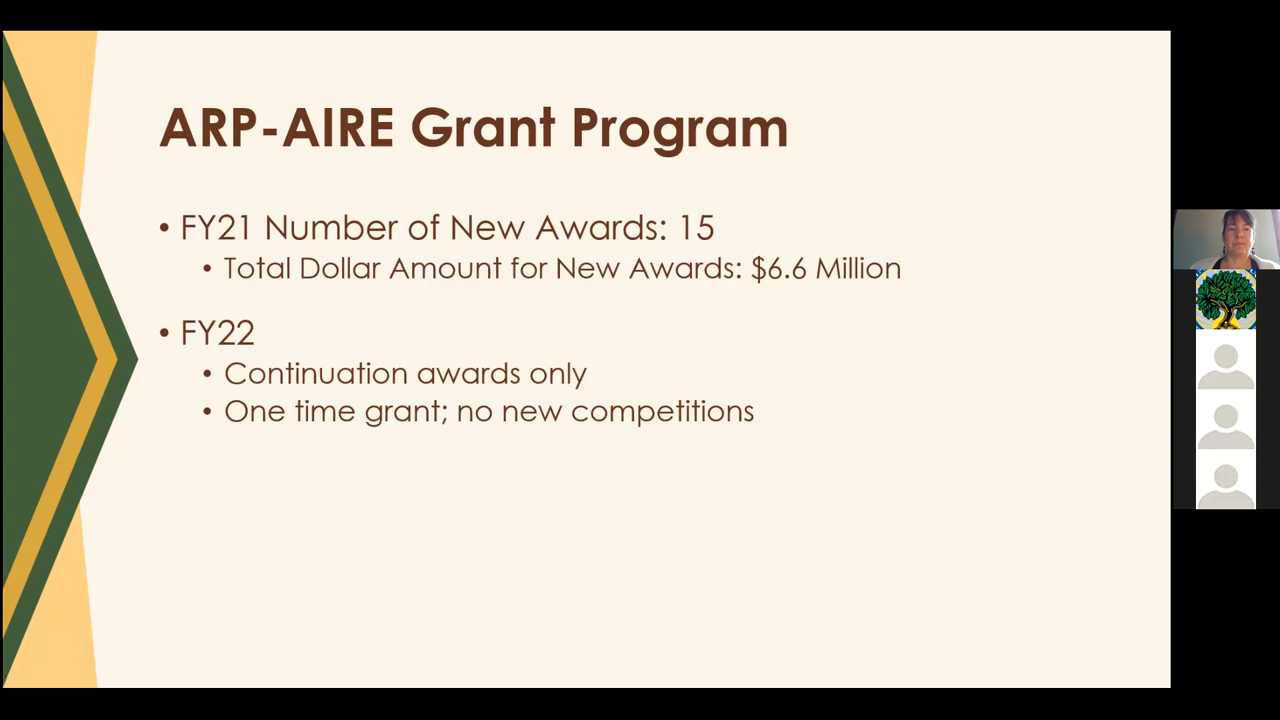 ARP-AIRE Grant Program
• FY21 Number of New Awards: 15
• Total Dollar Amount for New Awards: $6.6 Million
• FY22
• Continuation awards only
• One time grant; no new competitions